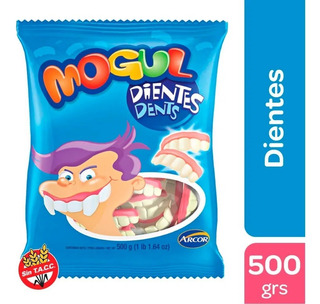 MOGUL
DIENTES
DENTS
Sin T.A.C.C.
500 g (1 lb 1.64 oz)
ARCOR
Dientes
500
grs